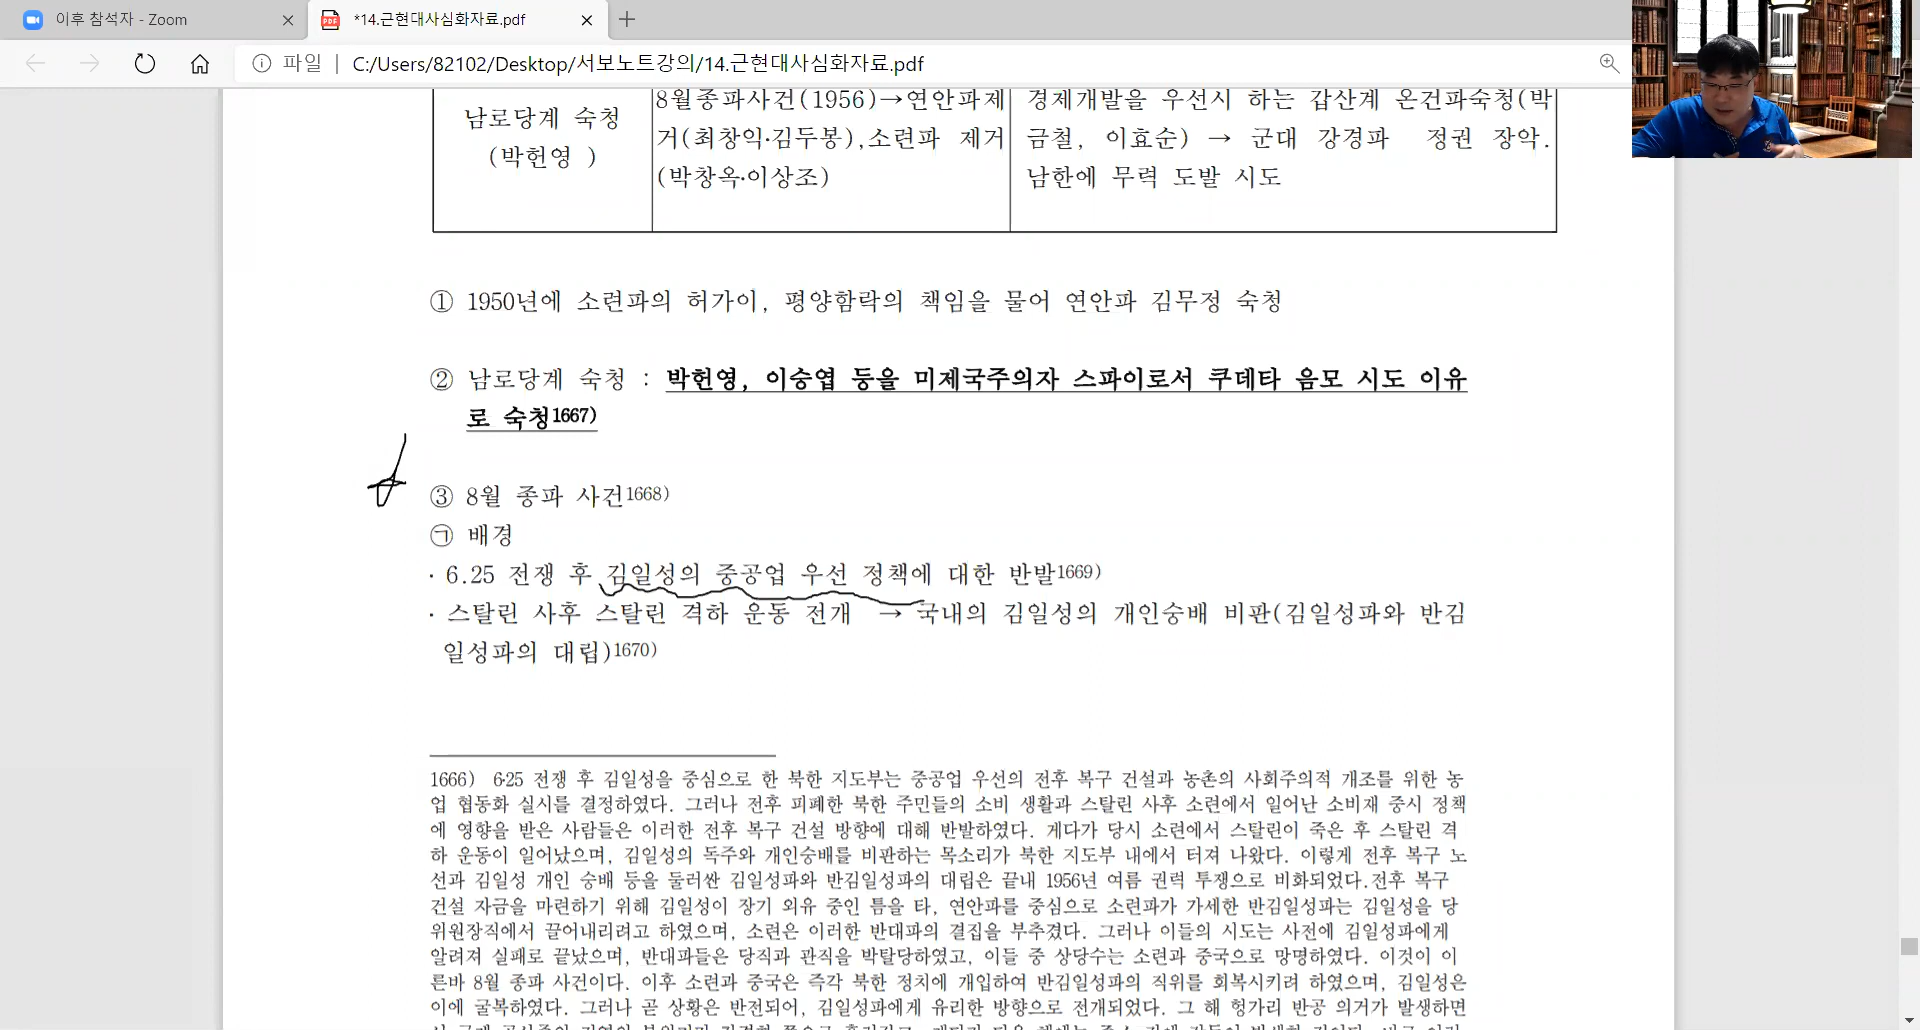 이후 참석자 - Zoom
*14.근현대사심화자료.pdf
파일 | C:/Users/82102/Desktop/서보노트강의/14.근현대사심화자료.pdf
남로당계 숙청
(박헌영 )
8월종파사건(1956)→연안파제
거(최창익·김두봉),소련파 제거
(박창옥·이상조)
경제개발을 우선시 하는 갑산계 온건파숙청(박
금철, 이효순) → 군대 강경파 정권 장악.
남한에 무력 도발 시도
① 1950년에 소련파의 허가이, 평양함락의 책임을 물어 연안파 김무정 숙청
② 남로당계 숙청 : 박헌영, 이승엽 등을 미제국주의자 스파이로서 쿠데타 음모 시도 이유
로 숙청1667)
③ 8월 종파 사건1668)
㉠ 배경
· 6.25 전쟁 후 김일성의 중공업 우선 정책에 대한 반발1669)
· 스탈린 사후 스탈린 격하 운동 전개 → 국내의 김일성의 개인숭배 비판(김일성파와 반김
일성파의 대립)1670)
1666) 6·25 전쟁 후 김일성을 중심으로 한 북한 지도부는 중공업 우선의 전후 복구 건설과 농촌의 사회주의적 개조를 위한 농
업 협동화 실시를 결정하였다. 그러나 전후 피폐한 북한 주민들의 소비 생활과 스탈린 사후 소련에서 일어난 소비재 중시 정책
에 영향을 받은 사람들은 이러한 전후 복구 건설 방향에 대해 반발하였다. 게다가 당시 소련에서 스탈린이 죽은 후 스탈린 격
하 운동이 일어났으며, 김일성의 독주와 개인숭배를 비판하는 목소리가 북한 지도부 내에서 터져 나왔다. 이렇게 전후 복구 노
선과 김일성 개인 숭배 등을 둘러싼 김일성파와 반김일성파의 대립은 끝내 1956년 여름 권력 투쟁으로 비화되었다.전후 복구
건설 자금을 마련하기 위해 김일성이 장기 외유 중인 틈을 타, 연안파를 중심으로 소련파가 가세한 반김일성파는 김일성을 당
위원장직에서 끌어내리려고 하였으며, 소련은 이러한 반대파의 결집을 부추겼다. 그러나 이들의 시도는 사전에 김일성파에게
알려져 실패로 끝났으며, 반대파들은 당직과 관직을 박탈당하였고, 이들 중 상당수는 소련과 중국으로 망명하였다. 이것이 이
른바 8월 종파 사건이다. 이후 소련과 중국은 즉각 북한 정치에 개입하여 반김일성파의 직위를 회복시키려 하였으며, 김일성은
이에 굴복하였다. 그러나 곧 상황은 반전되어, 김일성파에게 유리한 방향으로 전개되었다. 그 해 헝가리 반공 의거가 발생하면